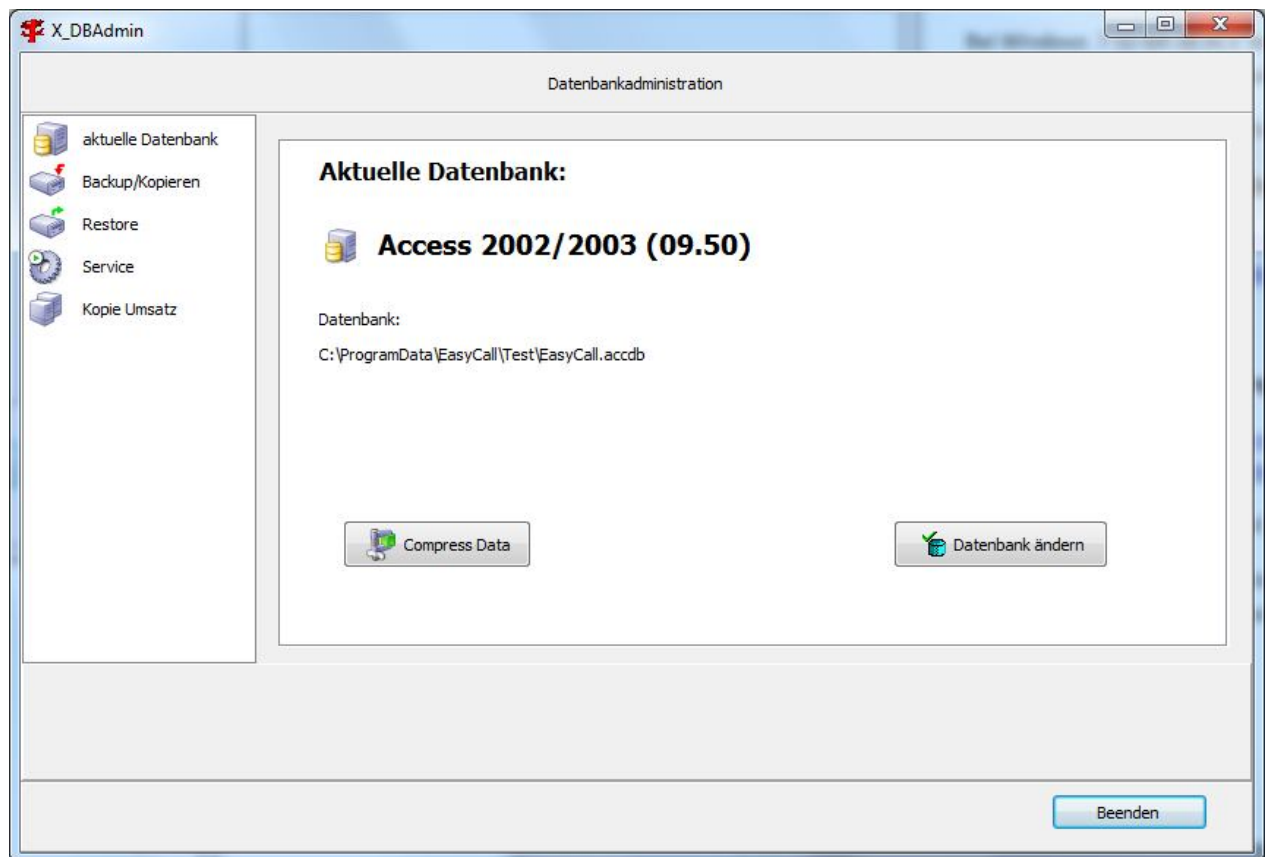 X_DBAdmin
Datenbankadministration
aktuelle Datenbank
Backup/Kopieren
Restore
Service
Kopie Umsatz
Aktuelle Datenbank:
Access 2002/2003 (09.50)
Datenbank:
C:\ProgramData\EasyCall\Test\EasyCall.accdb
Compress Data
Datenbank ändern
Beenden